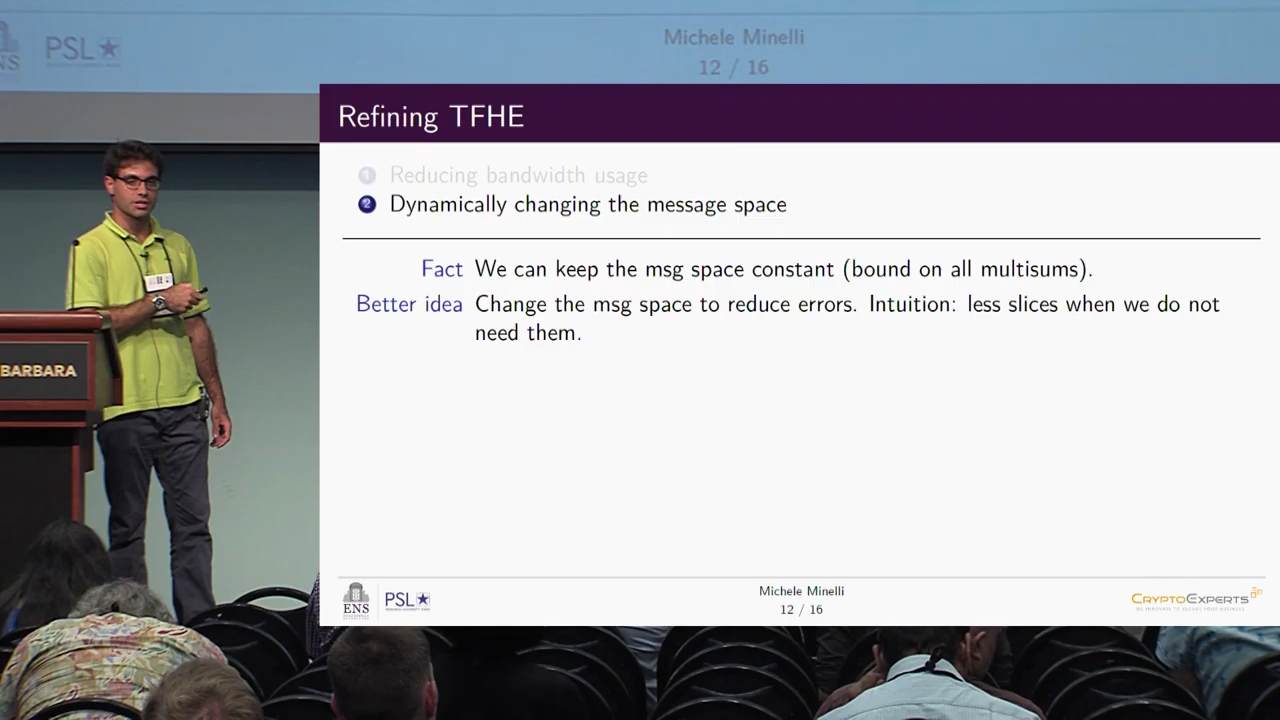 ENS
PSL
Michele Minelli
12 / 16
Refining TFHE
1 Reducing bandwidth usage
2 Dynamically changing the message space
Fact We can keep the msg space constant (bound on all multisums).
Better idea Change the msg space to reduce errors. Intuition: less slices when we do not
need them.
BARBARA
ENS
PSL
Michele Minelli
12 / 16
CRYPTOEXPERTS